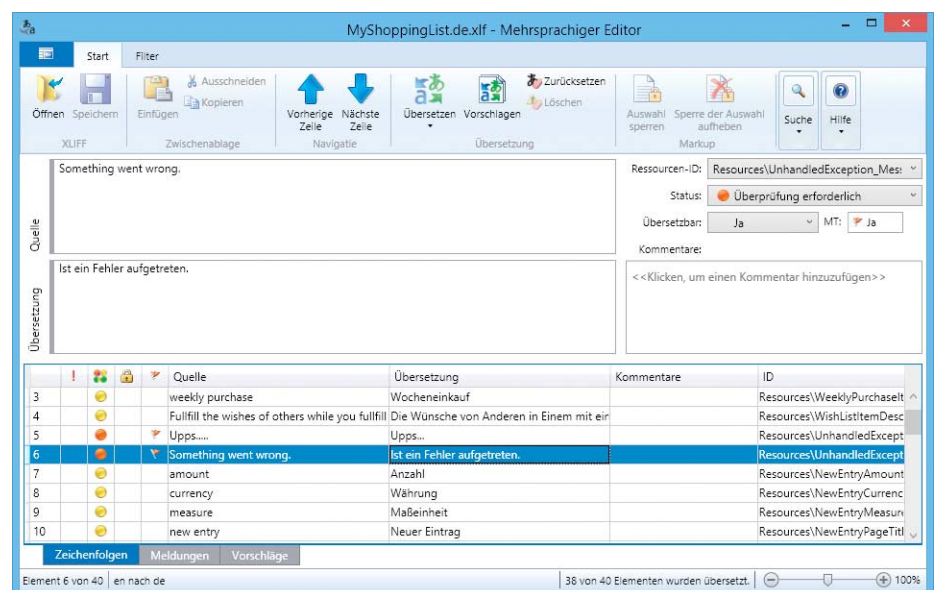 MyShoppingList.de.xlf - Mehrsprachiger Editor
Start Filter
Öffnen Speichern Einfügen Ausschneiden Kopieren Vorherige Zeile Nächste Zeile Übersetzen Vorschlagen Zurücksetzen Löschen Auswahl sperren Sperre der Auswahl aufheben Suche Hilfe
XLIFF Zwischenablage Navigatie Übersetzung Markup
Quelle
Something went wrong.
Übersetzung
Ist ein Fehler aufgetreten.
Ressourcen-ID: Resources\UnhandledException_Mes:
Status: Überprüfung erforderlich
Übersetzbar: Ja MT: Ja
Kommentare:
<<Klicken, um einen Kommentar hinzuzufügen>>
! Quelle Übersetzung Kommentare ID
3 weekly purchase Wocheneinkauf Resources\WeeklyPurchaseIt
4 Fullfill the wishes of others while you fullfill Die Wünsche von Anderen in Einem mit eir Resources\WishListItemDesc
5 Upps..... Upps... Resources\UnhandledExcept
6 Something went wrong. Ist ein Fehler aufgetreten. Resources\UnhandledExcept
7 amount Anzahl Resources\NewEntryAmount
8 currency Währung Resources\NewEntryCurrenc
9 measure Maßeinheit Resources\NewEntryMeasure
10 new entry Neuer Eintrag Resources\NewEntryPageTitl
Zeichenfolgen Meldungen Vorschläge
Element 6 von 40 en nach de 38 von 40 Elementen wurden übersetzt. 100%